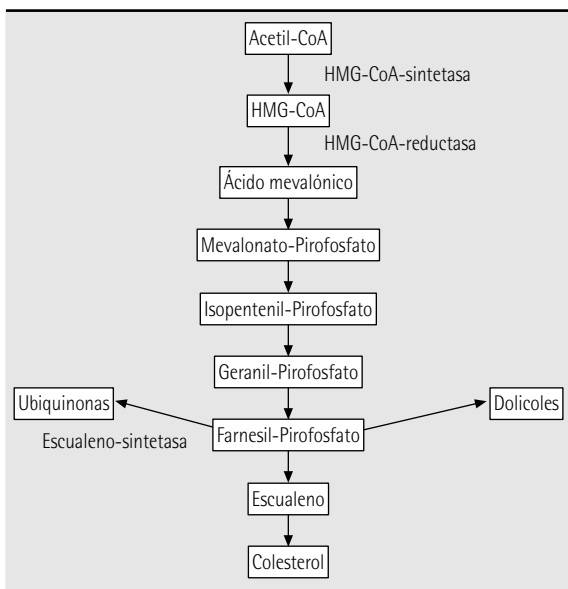 Acetil-CoA
HMG-CoA-sintetasa
HMG-CoA
HMG-CoA-reductasa
Ácido mevalónico
Mevalonato-Pirofosfato
Isopentenil-Pirofosfato
Geranil-Pirofosfato
Ubiquinonas
Dolicoles
Escualeno-sintetasa
Farnesil-Pirofosfato
Escualeno
Colesterol